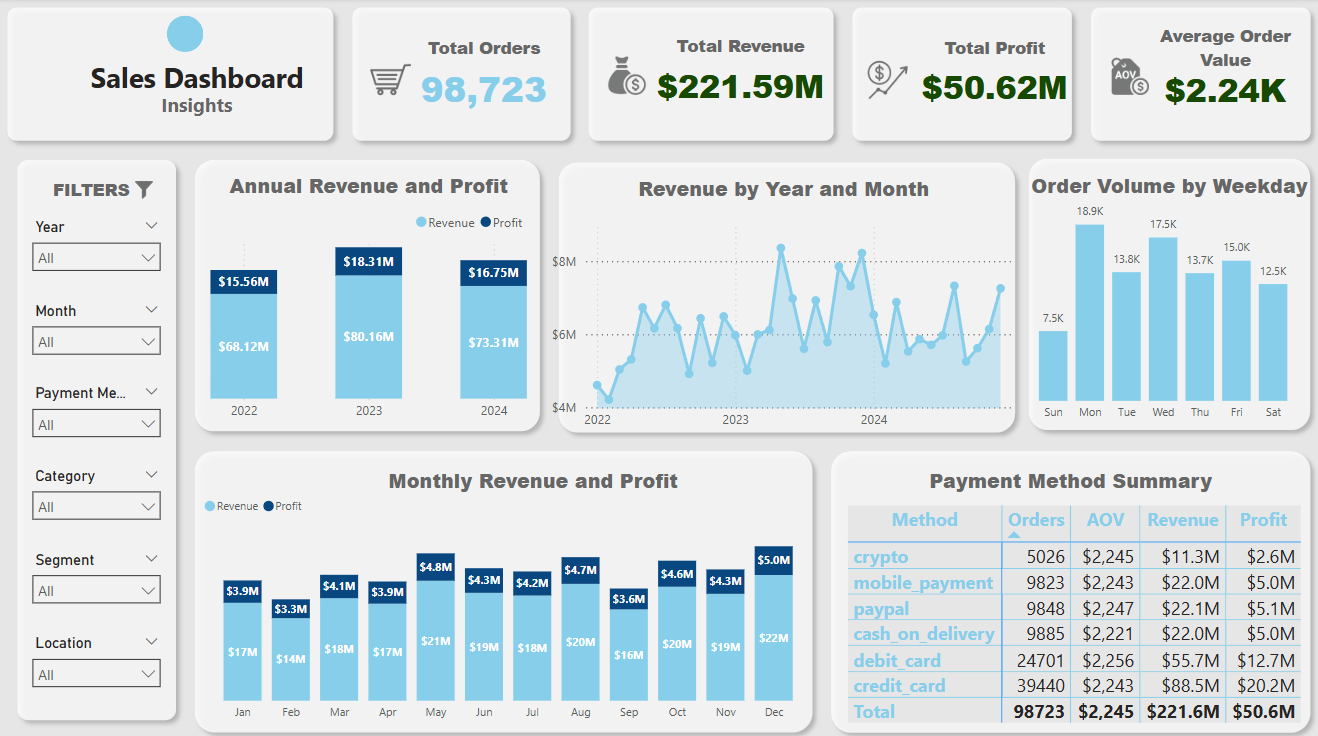 Sales Dashboard
Insights
Total Orders
98,723
Total Revenue
$221.59M
Total Profit
$50.62M
Average Order
Value
AOV
$2.24K
FILTERS
Year
All
Month
All
Payment Me...
All
Category
All
Segment
All
Location
All
Annual Revenue and Profit
Revenue Profit
$15.56M $18.31M $16.75M
$68.12M $80.16M $73.31M
2022 2023 2024
Revenue by Year and Month
$8M
$6M
$4M
2022 2023 2024
Order Volume by Weekday
7.5K 18.9K 13.8K 17.5K 13.7K 15.0K 12.5K
Sun Mon Tue Wed Thu Fri Sat
Monthly Revenue and Profit
Revenue Profit
$3.9M $3.3M $4.1M $3.9M $4.8M $4.3M $4.2M $4.7M $3.6M $4.6M $4.3M $5.0M
$17M $14M $18M $17M $21M $19M $18M $20M $16M $20M $19M $22M
Jan Feb Mar Apr May Jun Jul Aug Sep Oct Nov Dec
Payment Method Summary
Method Orders AOV Revenue Profit
crypto 5026 $2,245 $11.3M $2.6M
mobile_payment 9823 $2,243 $22.0M $5.0M
paypal 9848 $2,247 $22.1M $5.1M
cash_on_delivery 9885 $2,221 $22.0M $5.0M
debit_card 24701 $2,256 $55.7M $12.7M
credit_card 39440 $2,243 $88.5M $20.2M
Total 98723 $2,245 $221.6M $50.6M